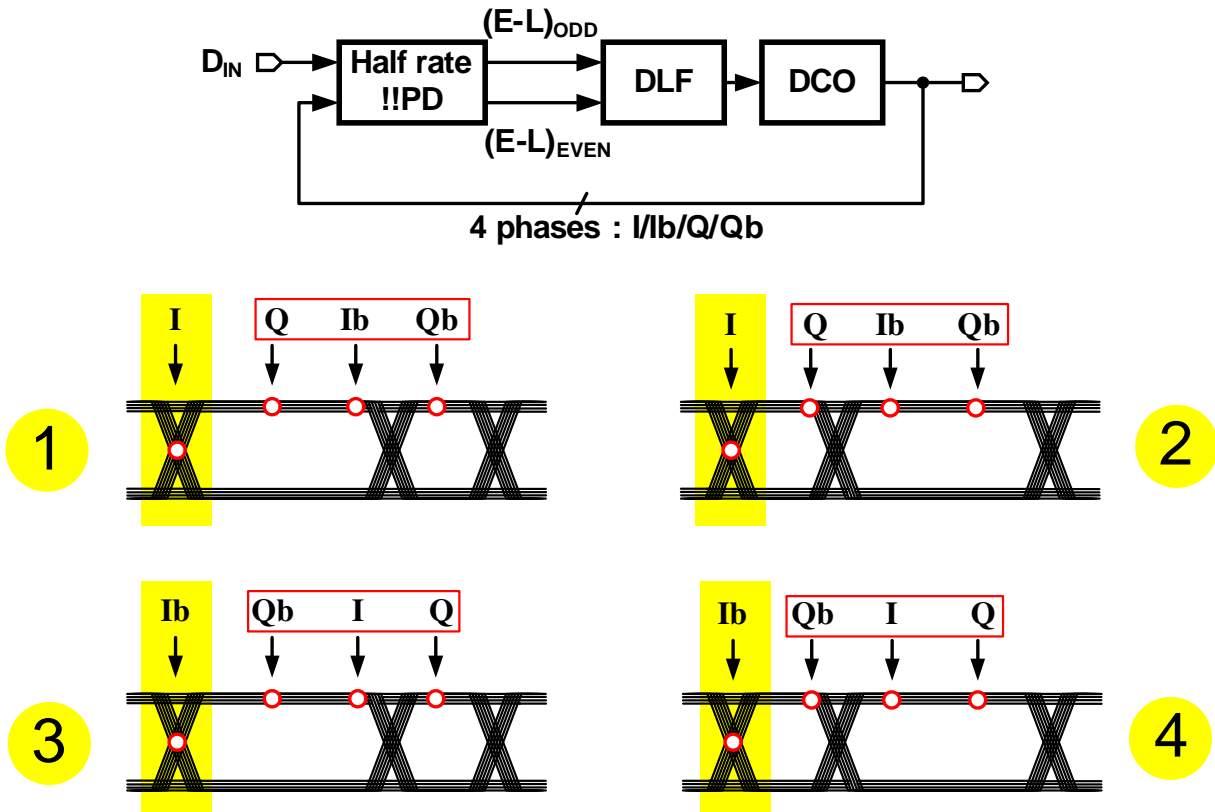 (E-L)ODD
DIN
Half rate
!!PD
DLF
DCO
(E-L)EVEN
4 phases : I/Ib/Q/Qb
I Q Ib Qb
1
I Q Ib Qb
2
Ib Qb I Q
3
Ib Qb I Q
4